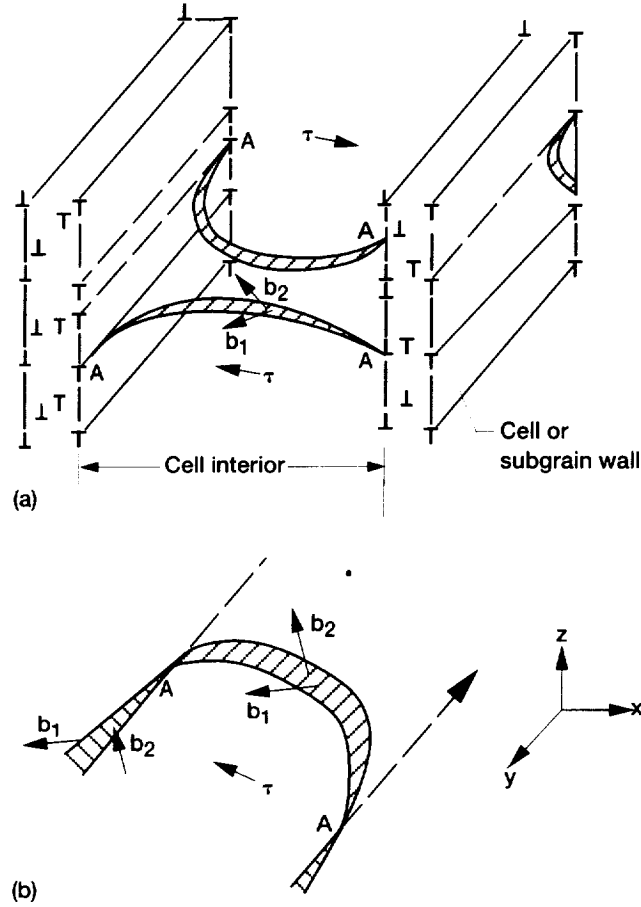 τ
A
A
b2
b1
A
A
τ
Cell interior
Cell or
subgrain wall
(a)
b2
b1
A
b1
b2
τ
A
z
x
y
(b)